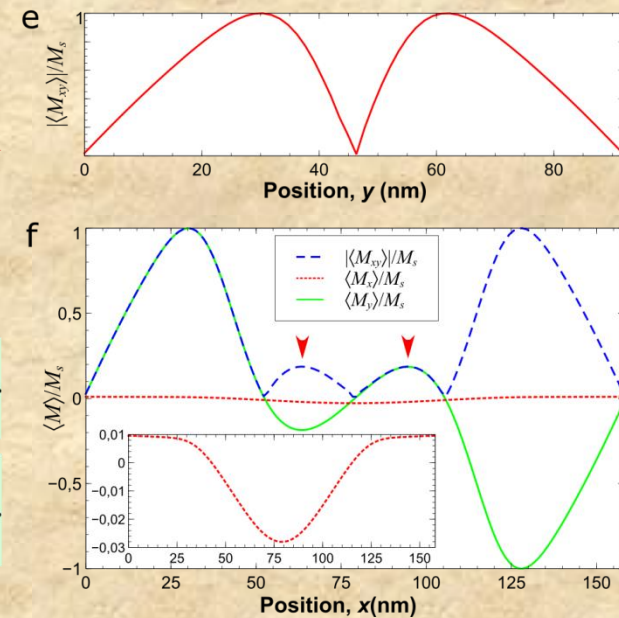 e
1
0
|⟨M_xy⟩|/M_s
0 20 40 60 80
Position, y (nm)
f
1
0,5
0
−0,5
−1
⟨M⟩/M_s
|⟨M_xy⟩|/M_s
⟨M_x⟩/M_s
⟨M_y⟩/M_s
0,01
0
−0,01
−0,02
−0,03
0 25 50 75 100 125 150
0 25 50 75 100 125 150
Position, x(nm)